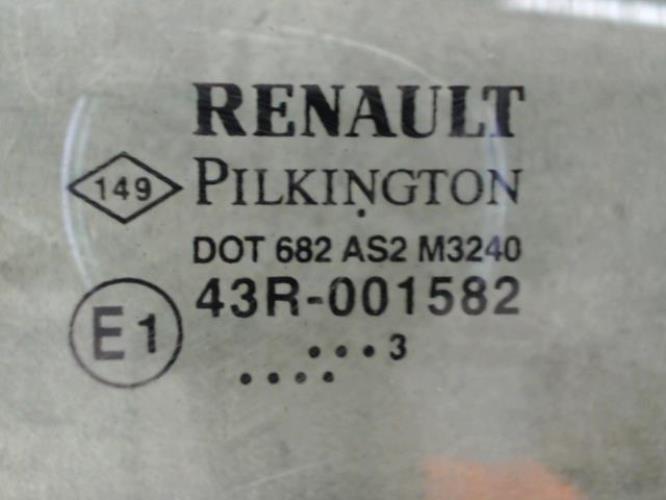 RENAULT
149 PILKINGTON
DOT 682 AS2 M3240
E1 43R-001582
...3
....